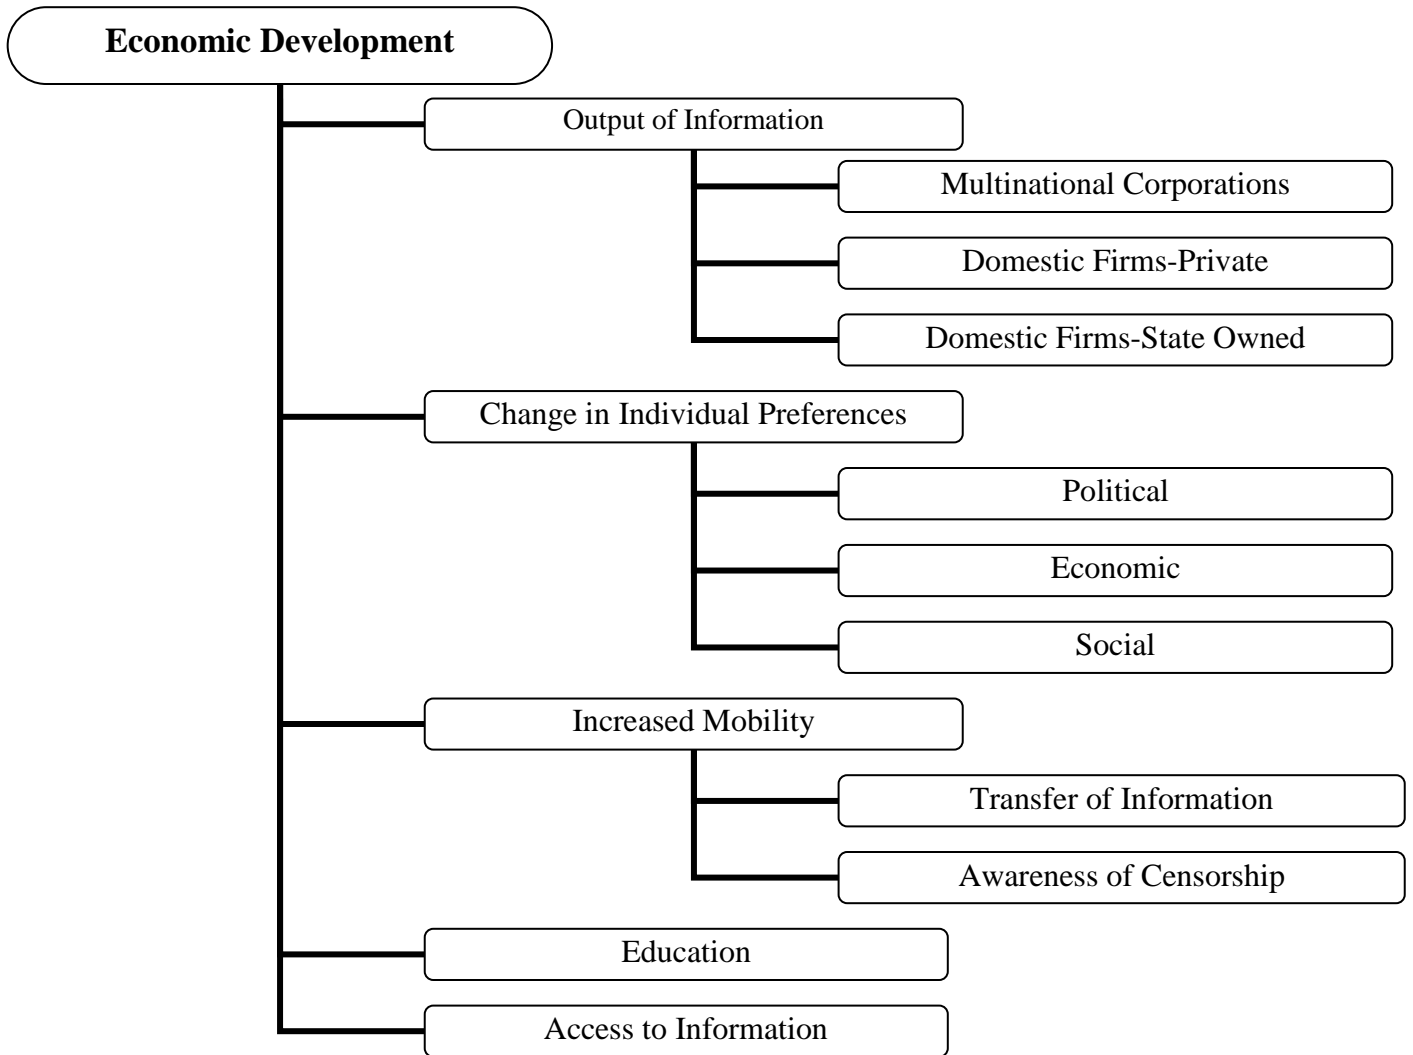 Economic Development
Output of Information
Multinational Corporations
Domestic Firms-Private
Domestic Firms-State Owned
Change in Individual Preferences
Political
Economic
Social
Increased Mobility
Transfer of Information
Awareness of Censorship
Education
Access to Information